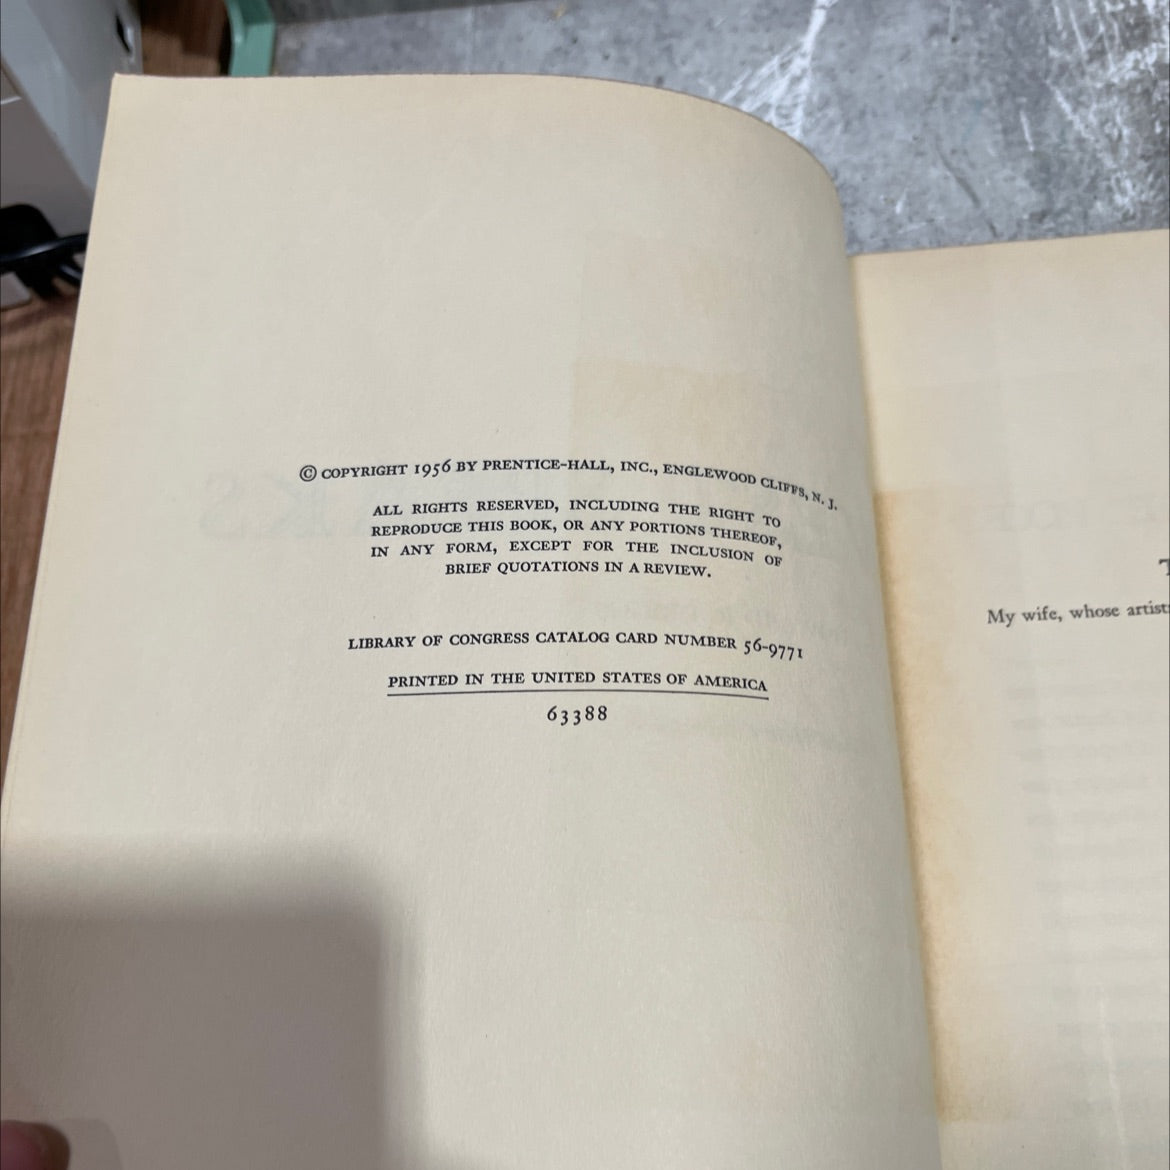 © COPYRIGHT 1956 BY PRENTICE-HALL, INC., ENGLEWOOD CLIFFS, N. J.
ALL RIGHTS RESERVED, INCLUDING THE RIGHT TO
REPRODUCE THIS BOOK, OR ANY PORTIONS THEREOF,
IN ANY FORM, EXCEPT FOR THE INCLUSION OF
BRIEF QUOTATIONS IN A REVIEW.
LIBRARY OF CONGRESS CATALOG CARD NUMBER 56-9771
PRINTED IN THE UNITED STATES OF AMERICA
63388
My wife, whose